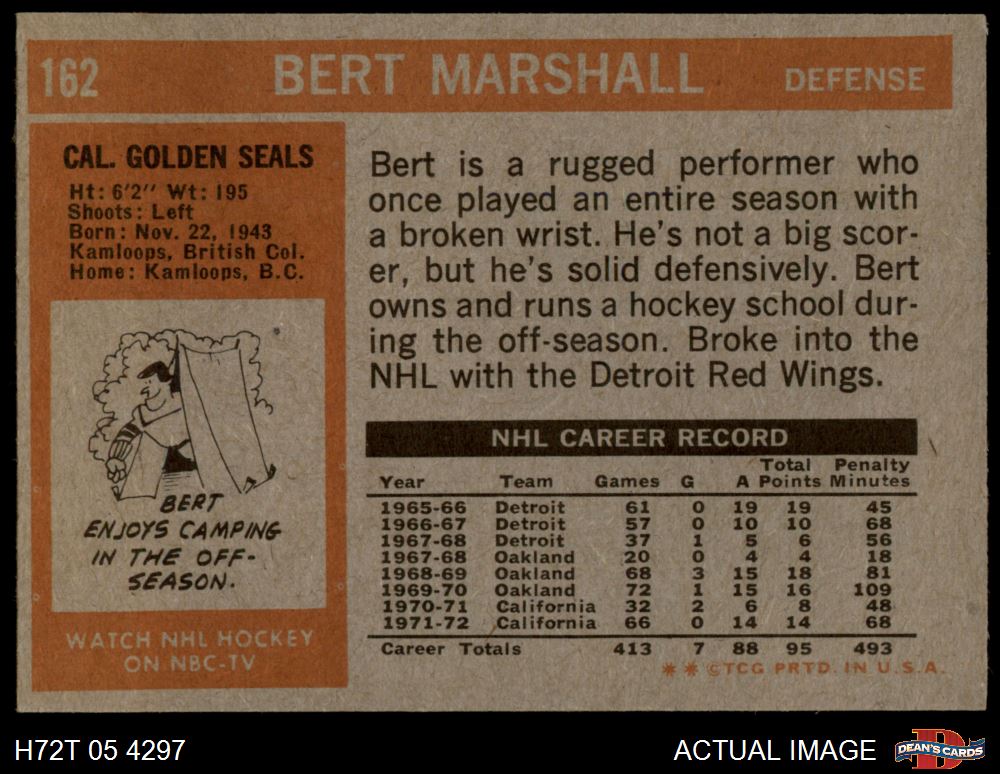 162 BERT MARSHALL DEFENSE
CAL. GOLDEN SEALS
Ht: 6'2" Wt: 195
Shoots: Left
Born: Nov. 22, 1943
Kamloops, British Col.
Home: Kamloops, B.C.
BERT
ENJOYS CAMPING
IN THE OFF-
SEASON.
WATCH NHL HOCKEY
ON NBC-TV
Bert is a rugged performer who
once played an entire season with
a broken wrist. He's not a big scor-
er, but he's solid defensively. Bert
owns and runs a hockey school dur-
ing the off-season. Broke into the
NHL with the Detroit Red Wings.
NHL CAREER RECORD
Total Penalty
Year Team Games G A Points Minutes
1965-66 Detroit 61 0 19 19 45
1966-67 Detroit 57 0 10 10 68
1967-68 Detroit 37 1 5 6 56
1967-68 Oakland 20 0 4 4 18
1968-69 Oakland 68 3 15 18 81
1969-70 Oakland 72 1 15 16 109
1970-71 California 32 2 6 8 48
1971-72 California 66 0 14 14 68
Career Totals 413 7 88 95 493
** ©TCG PRTD. IN U.S.A.
H72T 05 4297 ACTUAL IMAGE
D
DEAN'S CARDS